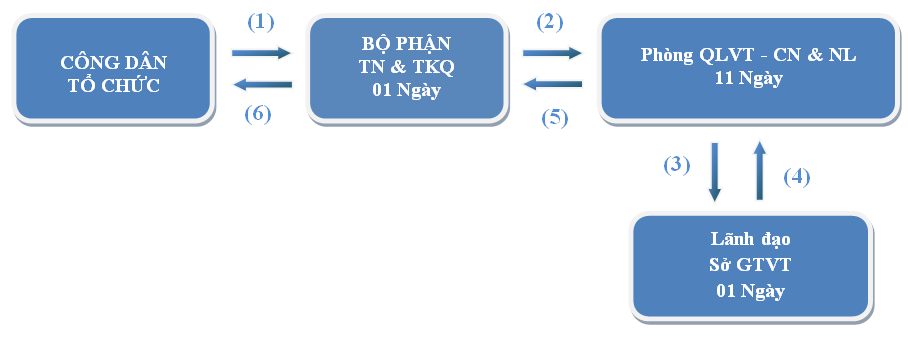 (1)
(2)
CÔNG DÂN
TỔ CHỨC
BỘ PHẬN
TN & TKQ
01 Ngày
Phòng QLVT - CN & NL
11 Ngày
(6)
(5)
(3)
(4)
Lãnh đạo
Sở GTVT
01 Ngày